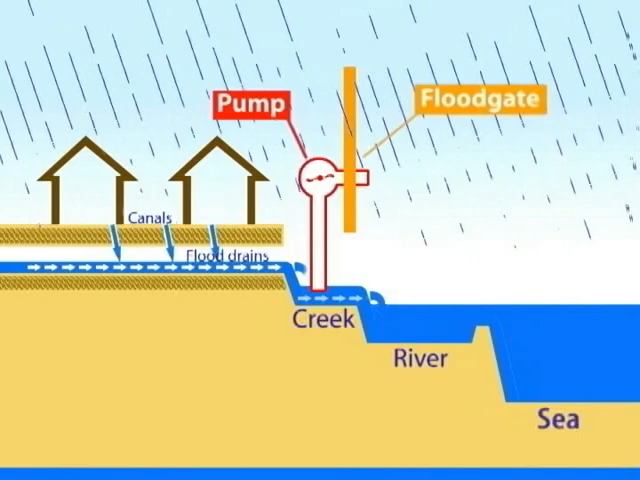 Floodgate
Pump
Canals
Flood drains
Creek
River
Sea